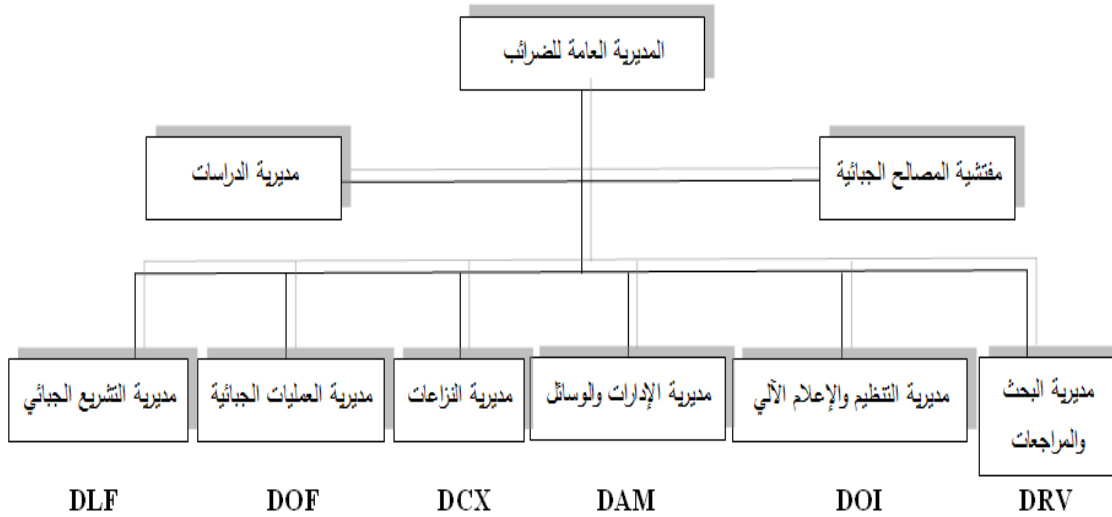 المديرية العامة للضرائب
مفتشية المصالح الجبائية
مديرية الدراسات
مديرية البحث
والمراجعات
مديرية التنظيم والإعلام الآلي
مديرية الإدارات والوسائل
مديرية النزاعات
مديرية العمليات الجبائية
مديرية التشريع الجبائي
DLF DOF DCX DAM DOI DRV